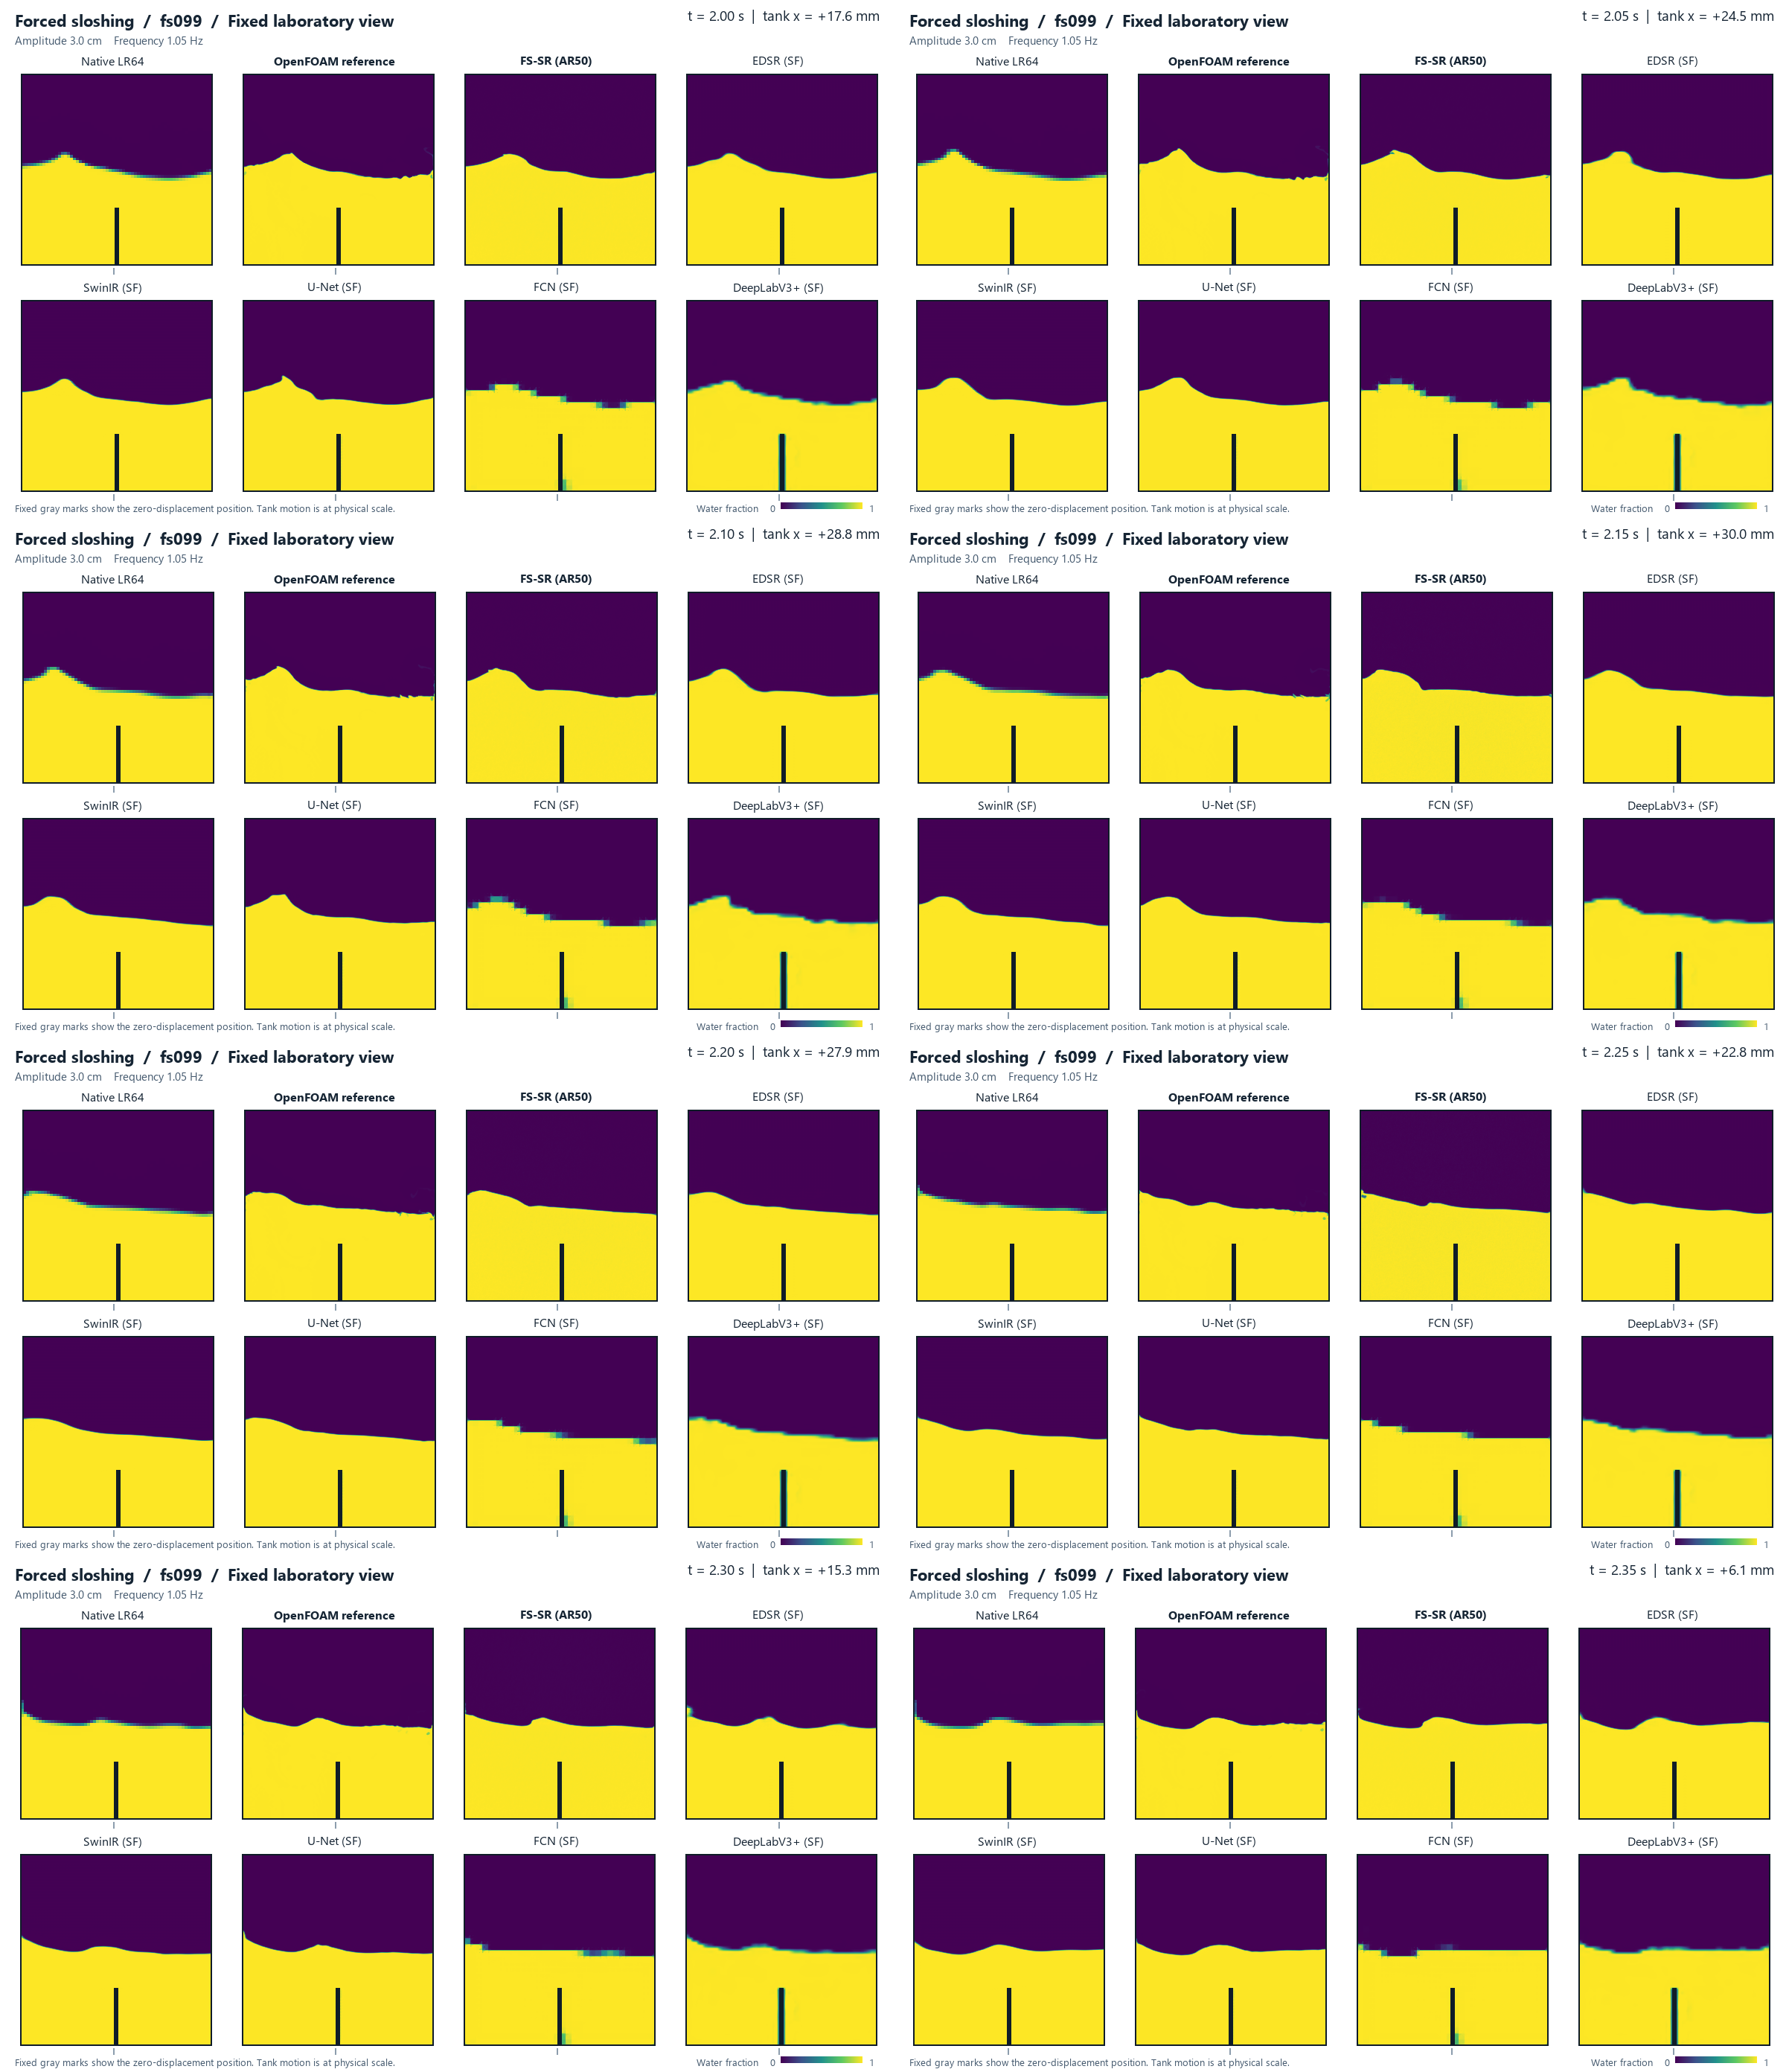 Forced sloshing / fs099 / Fixed laboratory view
t = 2.00 s | tank x = +17.6 mm
Amplitude 3.0 cm Frequency 1.05 Hz
Native LR64
OpenFOAM reference
FS-SR (AR50)
EDSR (SF)
SwinIR (SF)
U-Net (SF)
FCN (SF)
DeepLabV3+ (SF)
Fixed gray marks show the zero-displacement position. Tank motion is at physical scale.
Water fraction 0 1
Forced sloshing / fs099 / Fixed laboratory view
t = 2.05 s | tank x = +24.5 mm
Amplitude 3.0 cm Frequency 1.05 Hz
Native LR64
OpenFOAM reference
FS-SR (AR50)
EDSR (SF)
SwinIR (SF)
U-Net (SF)
FCN (SF)
DeepLabV3+ (SF)
Fixed gray marks show the zero-displacement position. Tank motion is at physical scale.
Water fraction 0 1
Forced sloshing / fs099 / Fixed laboratory view
t = 2.10 s | tank x = +28.8 mm
Amplitude 3.0 cm Frequency 1.05 Hz
Native LR64
OpenFOAM reference
FS-SR (AR50)
EDSR (SF)
SwinIR (SF)
U-Net (SF)
FCN (SF)
DeepLabV3+ (SF)
Fixed gray marks show the zero-displacement position. Tank motion is at physical scale.
Water fraction 0 1
Forced sloshing / fs099 / Fixed laboratory view
t = 2.15 s | tank x = +30.0 mm
Amplitude 3.0 cm Frequency 1.05 Hz
Native LR64
OpenFOAM reference
FS-SR (AR50)
EDSR (SF)
SwinIR (SF)
U-Net (SF)
FCN (SF)
DeepLabV3+ (SF)
Fixed gray marks show the zero-displacement position. Tank motion is at physical scale.
Water fraction 0 1
Forced sloshing / fs099 / Fixed laboratory view
t = 2.20 s | tank x = +27.9 mm
Amplitude 3.0 cm Frequency 1.05 Hz
Native LR64
OpenFOAM reference
FS-SR (AR50)
EDSR (SF)
SwinIR (SF)
U-Net (SF)
FCN (SF)
DeepLabV3+ (SF)
Fixed gray marks show the zero-displacement position. Tank motion is at physical scale.
Water fraction 0 1
Forced sloshing / fs099 / Fixed laboratory view
t = 2.25 s | tank x = +22.8 mm
Amplitude 3.0 cm Frequency 1.05 Hz
Native LR64
OpenFOAM reference
FS-SR (AR50)
EDSR (SF)
SwinIR (SF)
U-Net (SF)
FCN (SF)
DeepLabV3+ (SF)
Fixed gray marks show the zero-displacement position. Tank motion is at physical scale.
Water fraction 0 1
Forced sloshing / fs099 / Fixed laboratory view
t = 2.30 s | tank x = +15.3 mm
Amplitude 3.0 cm Frequency 1.05 Hz
Native LR64
OpenFOAM reference
FS-SR (AR50)
EDSR (SF)
SwinIR (SF)
U-Net (SF)
FCN (SF)
DeepLabV3+ (SF)
Fixed gray marks show the zero-displacement position. Tank motion is at physical scale.
Water fraction 0 1
Forced sloshing / fs099 / Fixed laboratory view
t = 2.35 s | tank x = +6.1 mm
Amplitude 3.0 cm Frequency 1.05 Hz
Native LR64
OpenFOAM reference
FS-SR (AR50)
EDSR (SF)
SwinIR (SF)
U-Net (SF)
FCN (SF)
DeepLabV3+ (SF)
Fixed gray marks show the zero-displacement position. Tank motion is at physical scale.
Water fraction 0 1